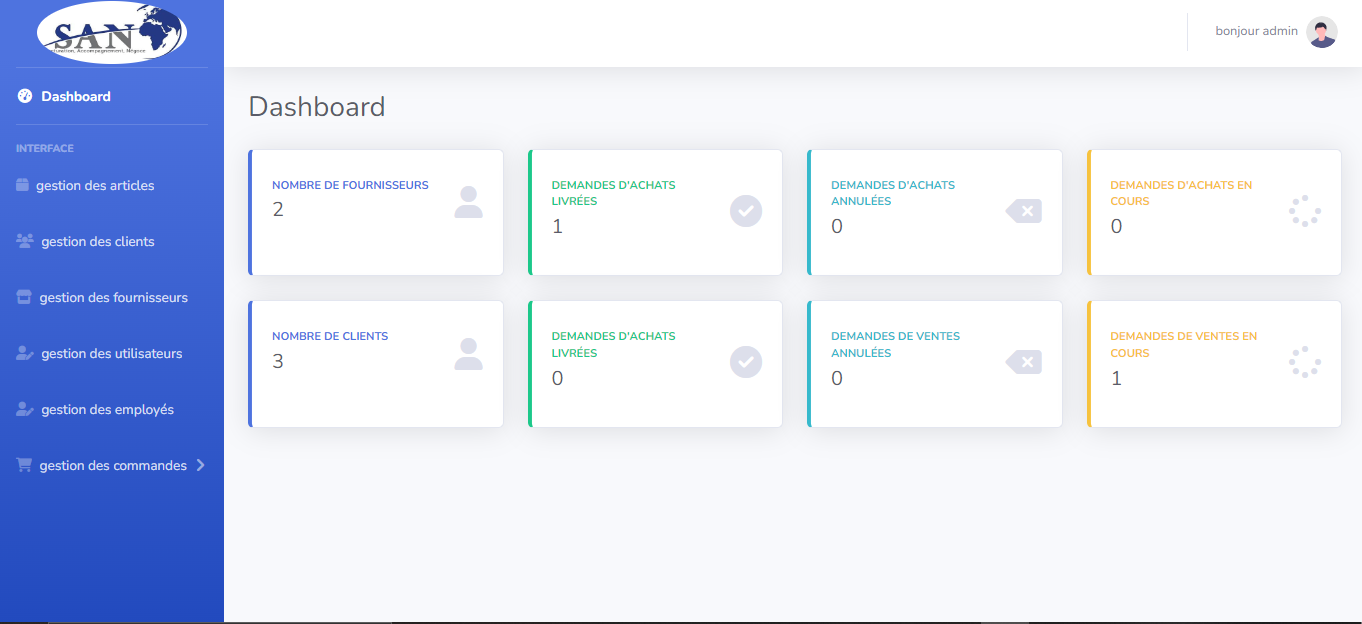 SAN
Accompagnement, Négoce
bonjour admin
Dashboard
INTERFACE
gestion des articles
gestion des clients
gestion des fournisseurs
gestion des utilisateurs
gestion des employés
gestion des commandes
Dashboard
NOMBRE DE FOURNISSEURS
2
DEMANDES D'ACHATS
LIVRÉES
1
DEMANDES D'ACHATS
ANNULÉES
0
DEMANDES D'ACHATS EN
COURS
0
NOMBRE DE CLIENTS
3
DEMANDES D'ACHATS
LIVRÉES
0
DEMANDES DE VENTES
ANNULÉES
0
DEMANDES DE VENTES EN
COURS
1